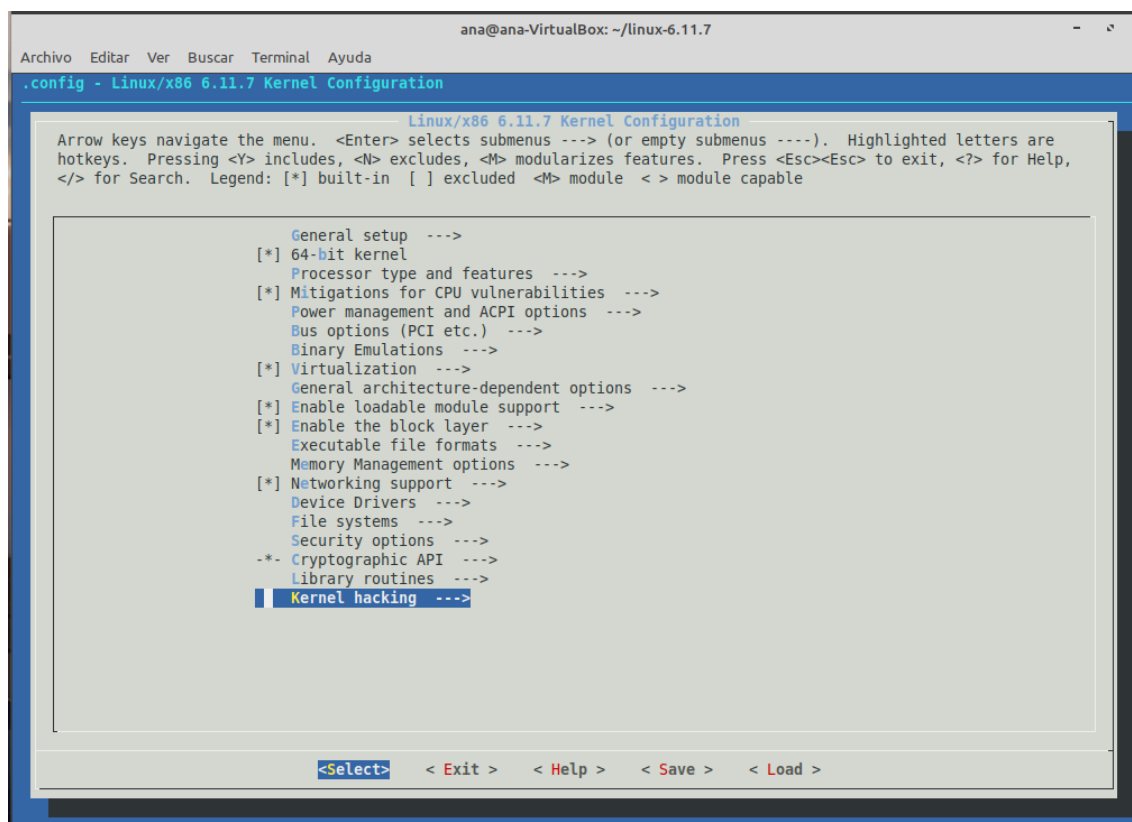 ana@ana-VirtualBox: ~/linux-6.11.7
Archivo Editar Ver Buscar Terminal Ayuda
.config - Linux/x86 6.11.7 Kernel Configuration
Linux/x86 6.11.7 Kernel Configuration
Arrow keys navigate the menu. <Enter> selects submenus ---> (or empty submenus ----). Highlighted letters are
hotkeys. Pressing <Y> includes, <N> excludes, <M> modularizes features. Press <Esc><Esc> to exit, <?> for Help,
</> for Search. Legend: [*] built-in [ ] excluded <M> module < > module capable
General setup --->
[*] 64-bit kernel
Processor type and features --->
[*] Mitigations for CPU vulnerabilities --->
Power management and ACPI options --->
Bus options (PCI etc.) --->
Binary Emulations --->
[*] Virtualization --->
General architecture-dependent options --->
[*] Enable loadable module support --->
[*] Enable the block layer --->
Executable file formats --->
Memory Management options --->
[*] Networking support --->
Device Drivers --->
File systems --->
Security options --->
-*- Cryptographic API --->
Library routines --->
Kernel hacking --->
<Select> < Exit > < Help > < Save > < Load >